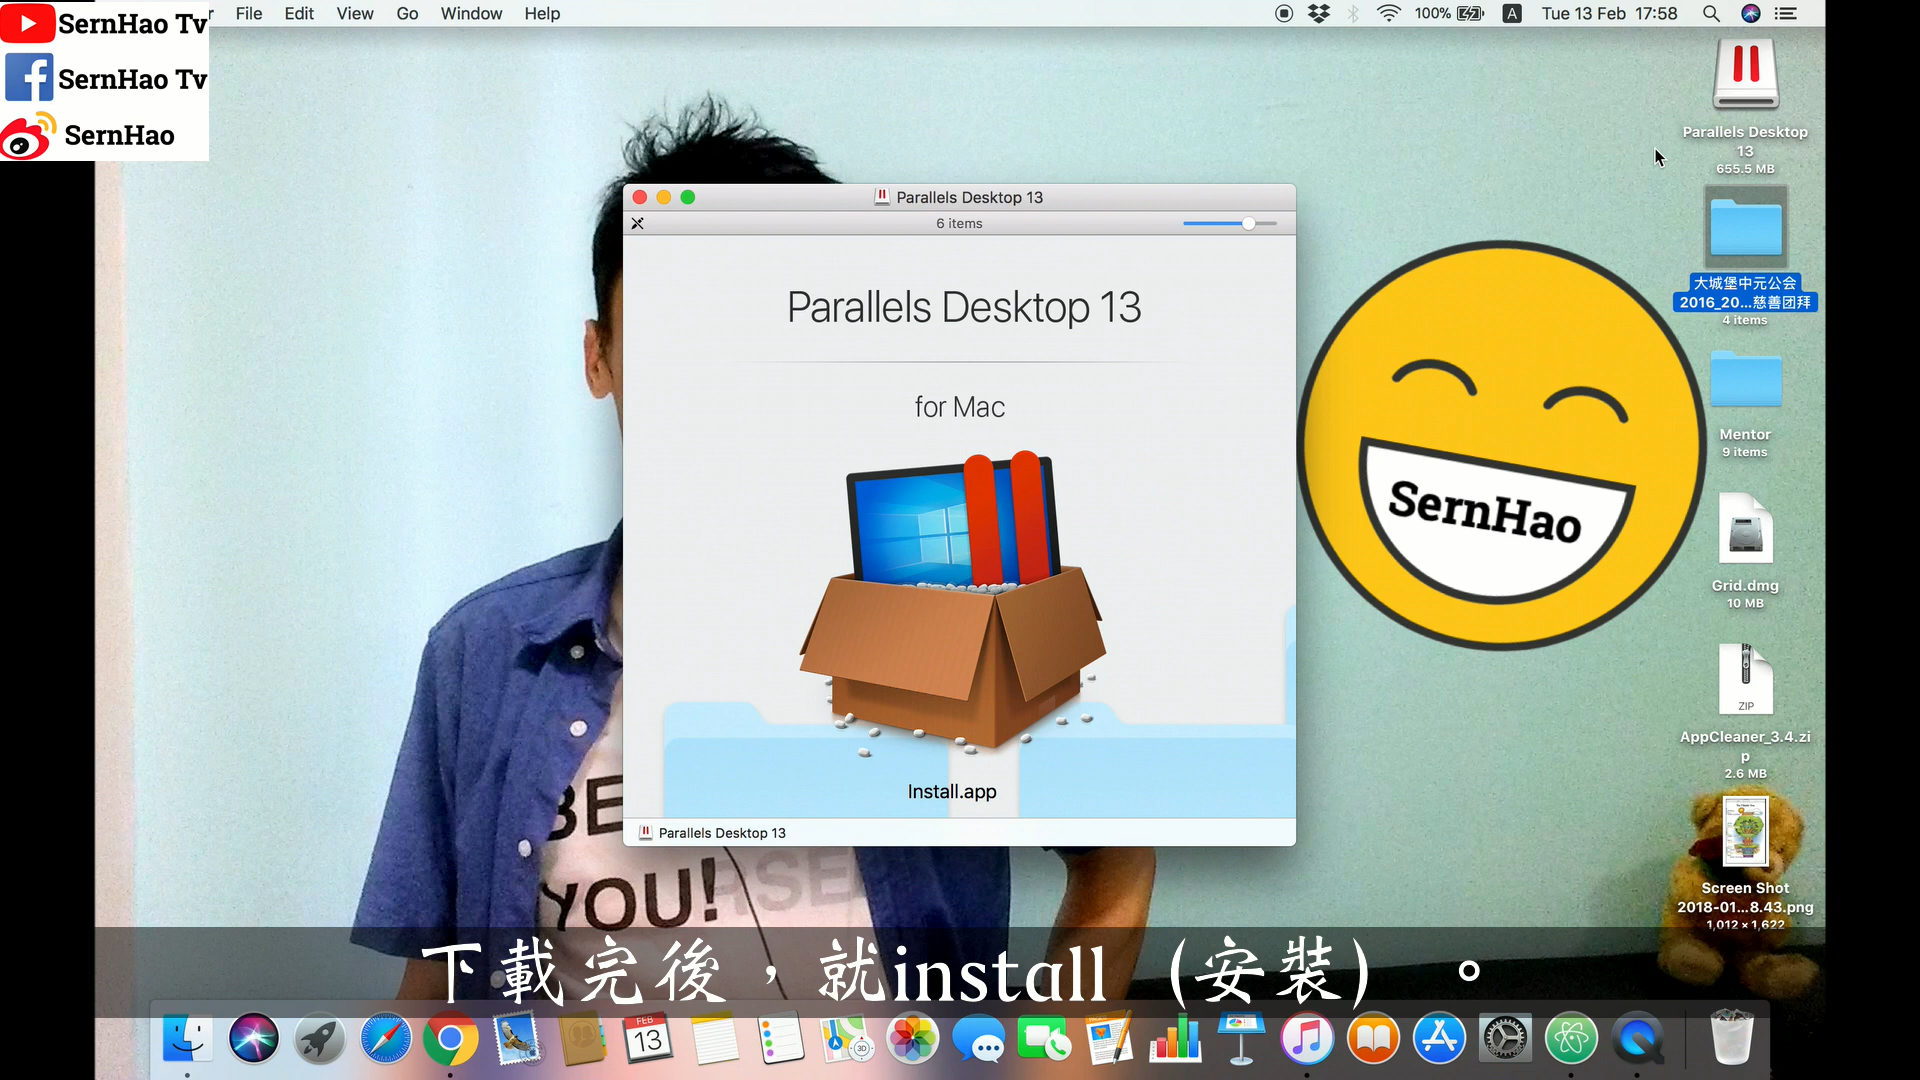 SernHao Tv
SernHao Tv
SernHao
File Edit View Go Window Help
100% A Tue 13 Feb 17:58
Parallels Desktop 13
6 items
Parallels Desktop 13
for Mac
Install.app
Parallels Desktop 13
SernHao
Parallels Desktop
13
655.5 MB
大城堡中元公会
2016_20...慈善团拜
4 items
Mentor
9 items
Grid.dmg
10 MB
ZIP
AppCleaner_3.4.zi
p
2.6 MB
Screen Shot
2018-01...8.43.png
1,012 × 1,622
BE
YOU!
下載完後，就install（安裝）。
FEB
13
3D